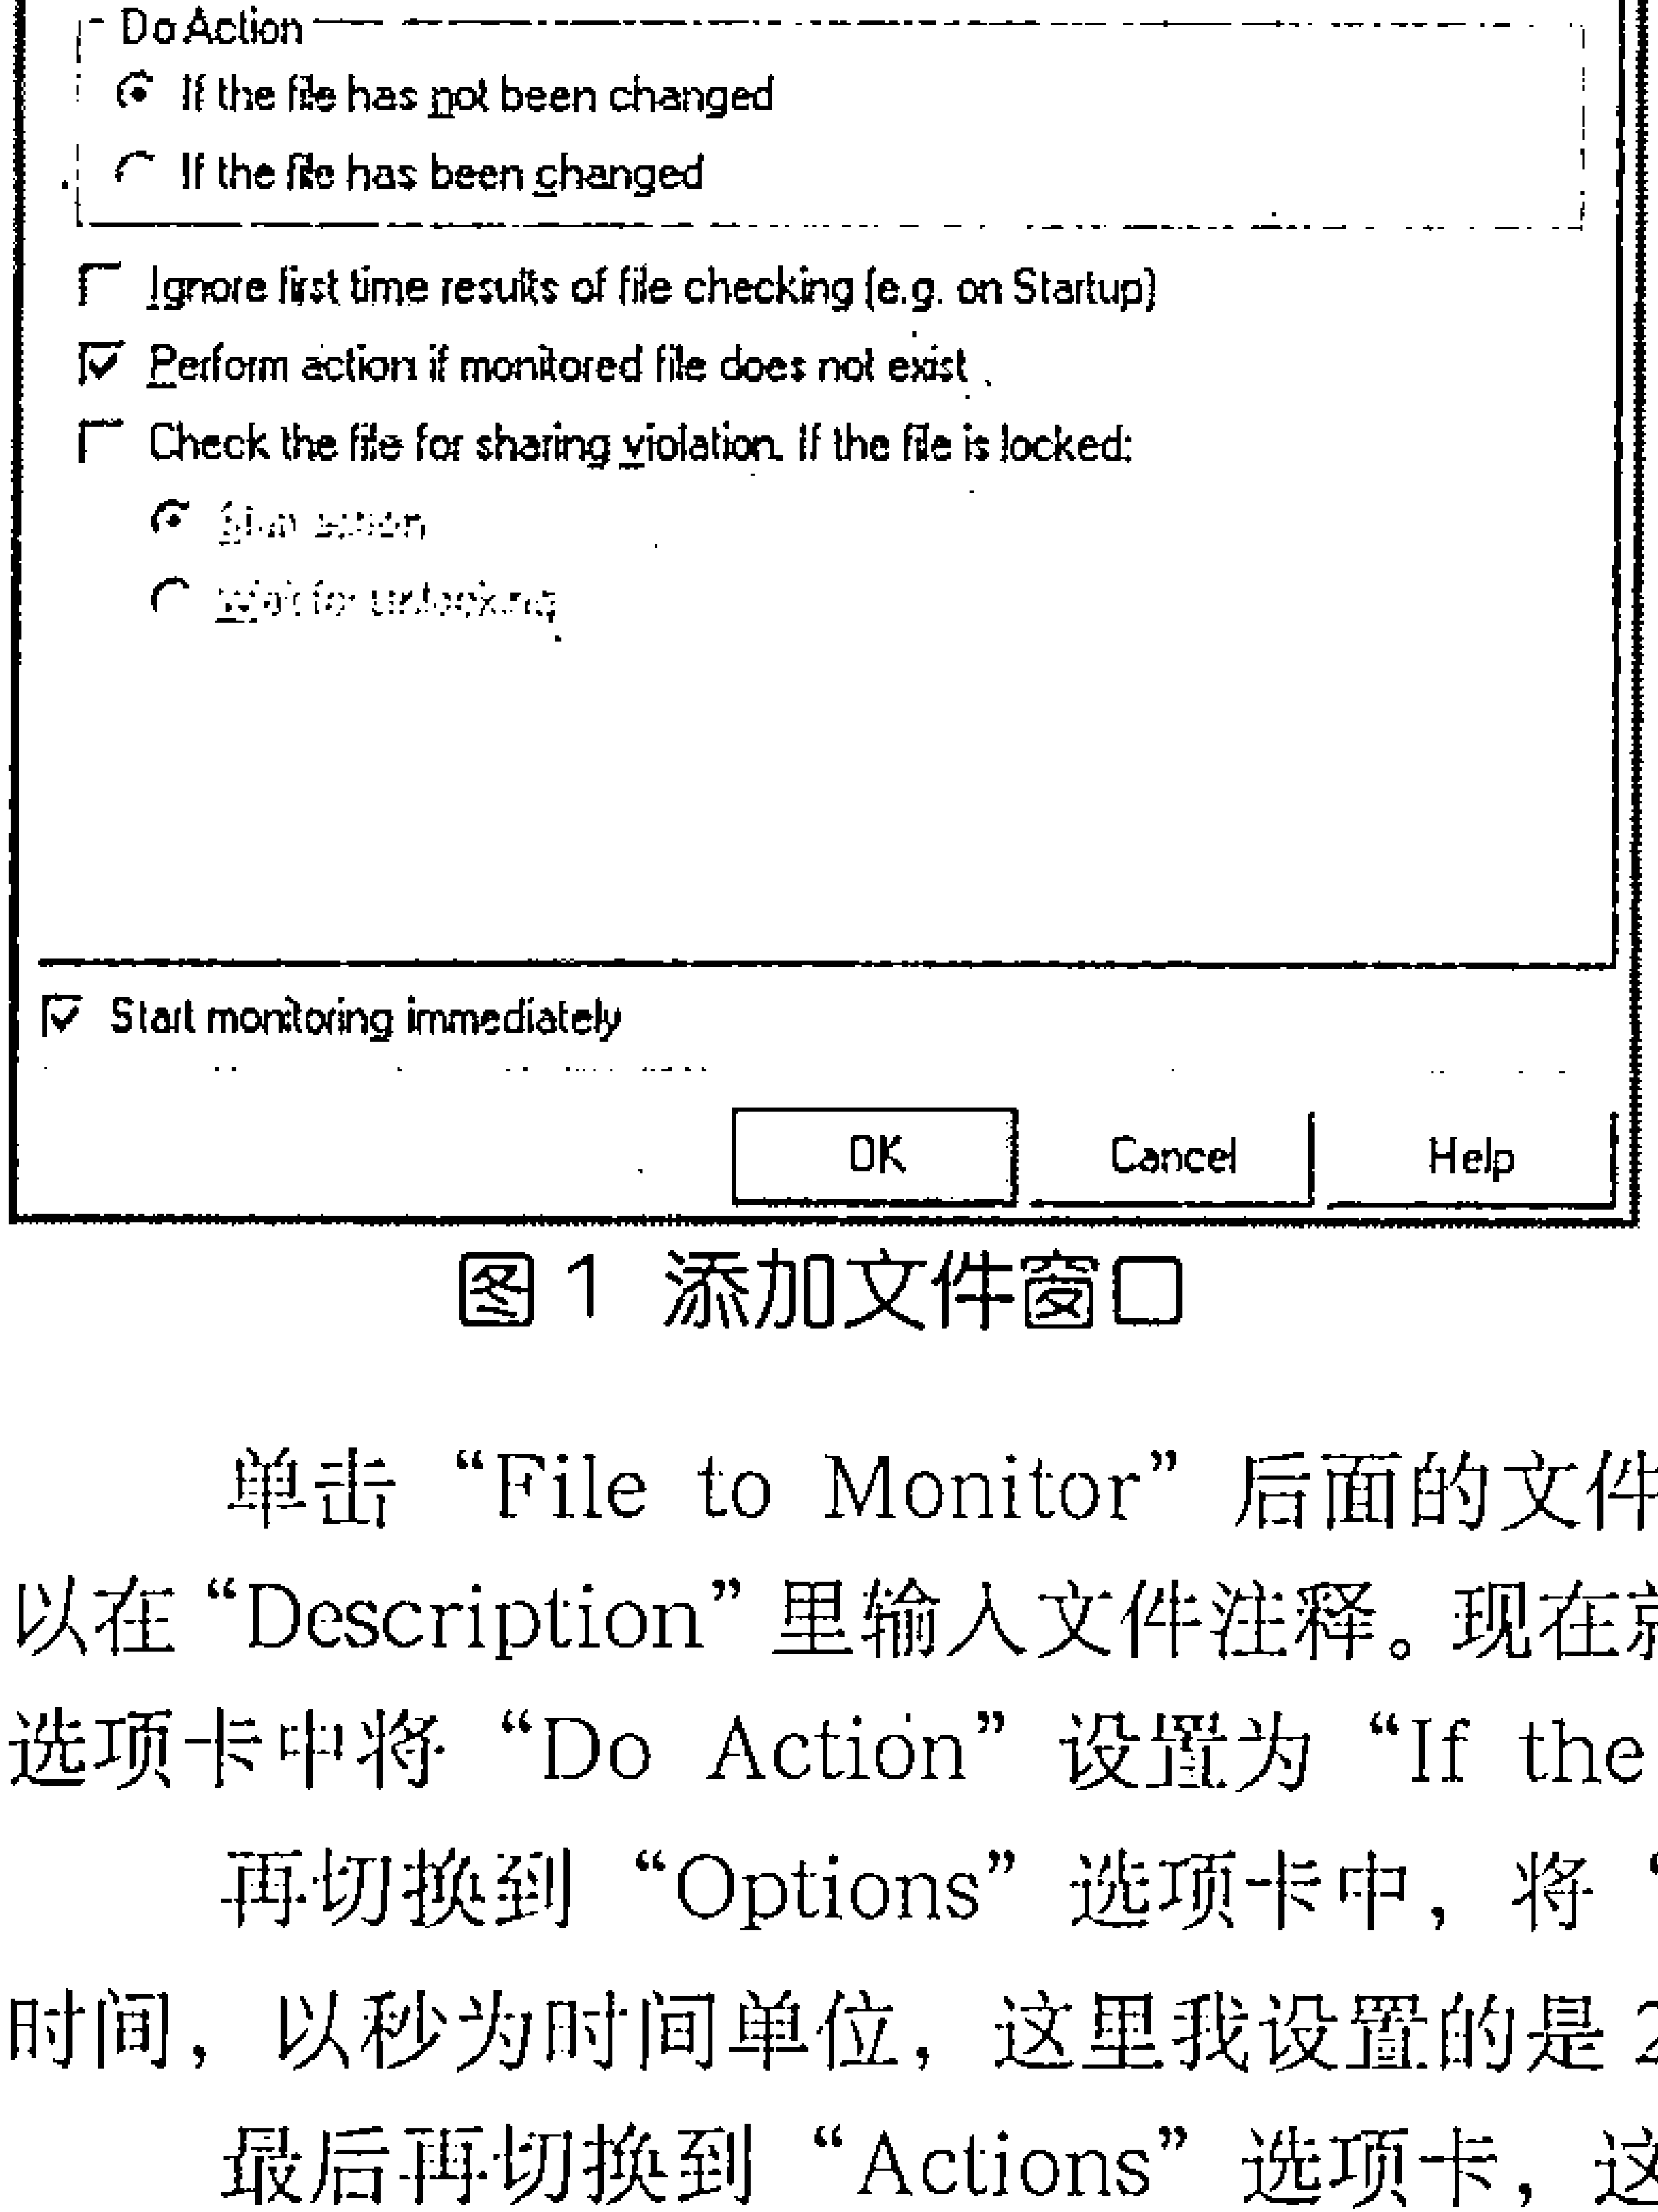 Do Action
If the file has not been changed
If the file has been changed
Ignore first time results of file checking (e.g. on Startup)
Perform action if monitored file does not exist
Check the file for sharing violation. If the file is locked:
action
Wait for unlocking
Start monitoring immediately
OK Cancel Help
图 1 添加文件窗口
单击 “File to Monitor” 后面的文件
以在 “Description” 里输入文件注释。现在
选项卡中将 “Do Action” 设置为 “If the
再切换到 “Options” 选项卡中，将 “
时间，以秒为时间单位，这里我设置的是 2
最后再切换到 “Actions” 选项卡，这